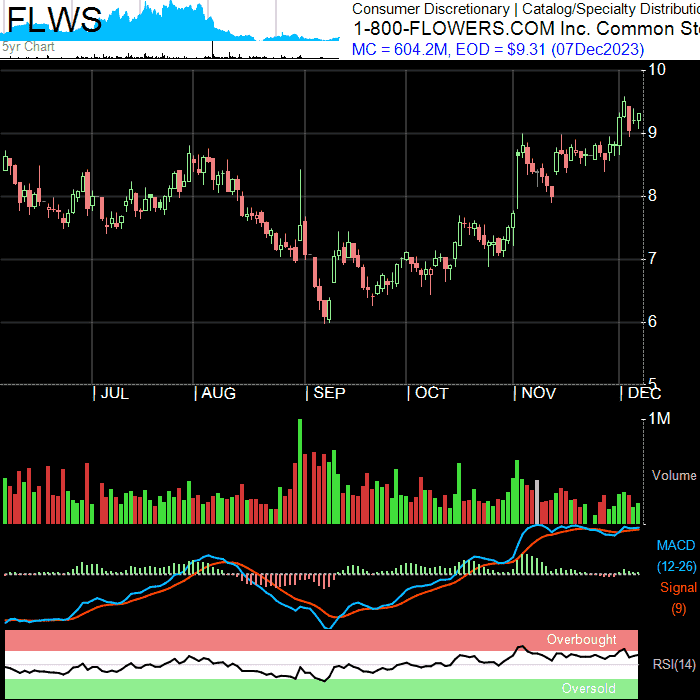 FLWS
5yr Chart
Consumer Discretionary | Catalog/Specialty Distributio
1-800-FLOWERS.COM Inc. Common Sto
MC = 604.2M, EOD = $9.31 (07Dec2023)
10
9
8
7
6
5
JUL AUG SEP OCT NOV DEC
1M
Volume
MACD
(12-26)
Signal
(9)
Overbought
RSI(14)
Oversold